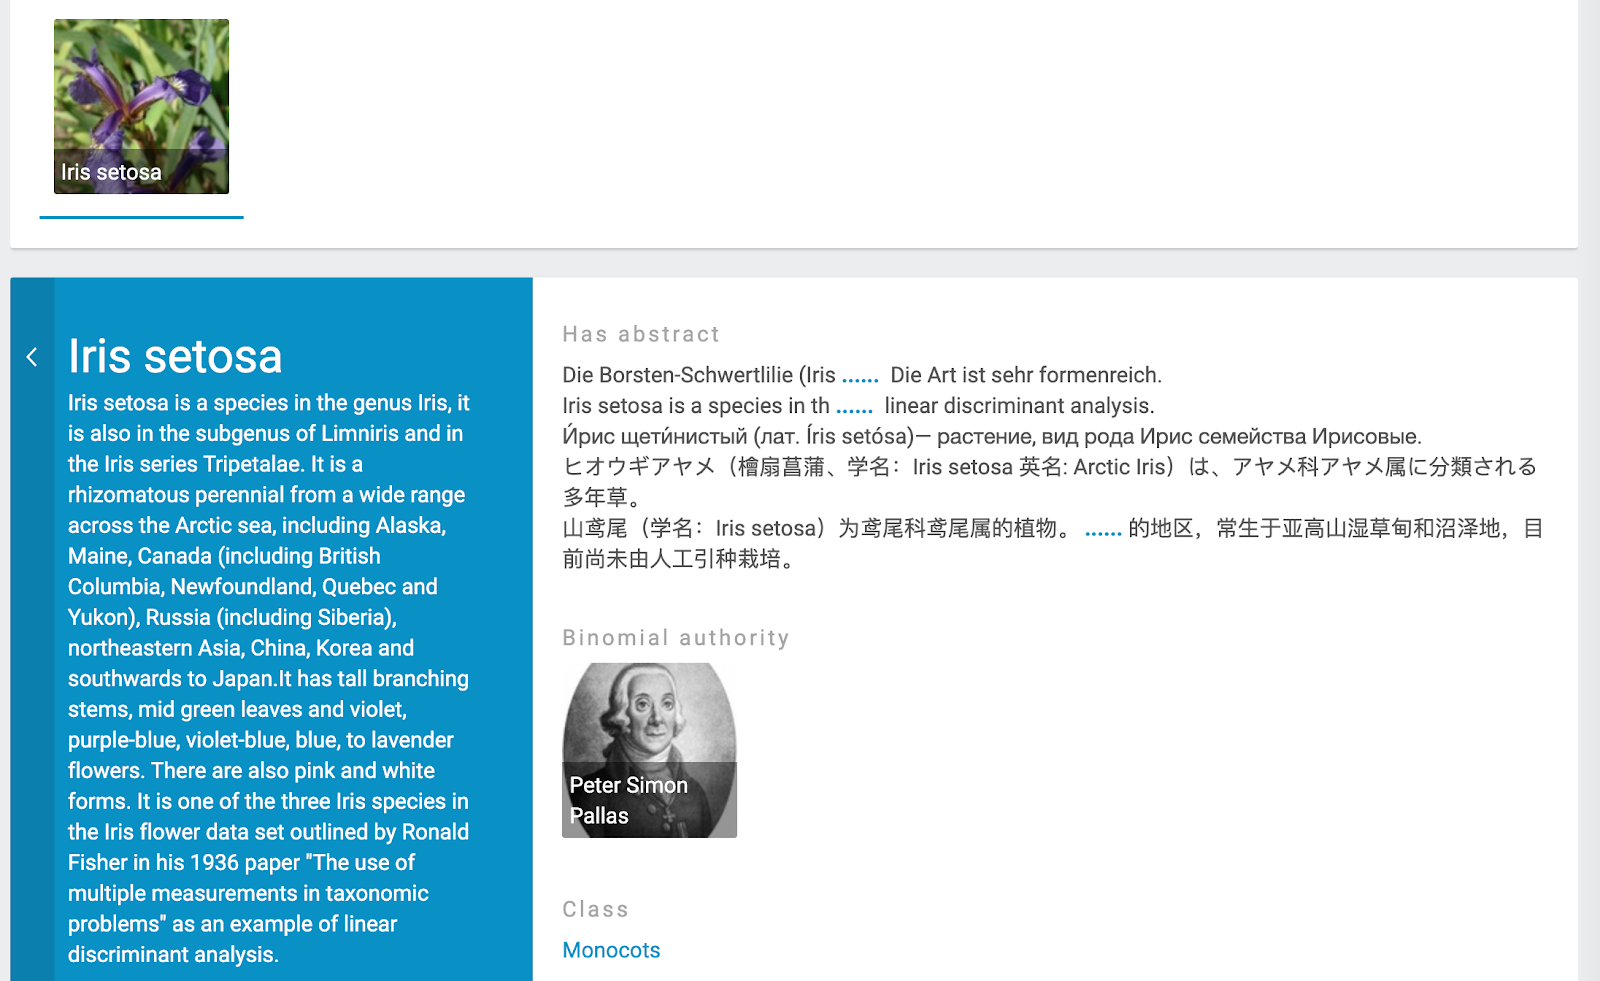 Iris setosa
Iris setosa
Iris setosa is a species in the genus Iris, it
is also in the subgenus of Limniris and in
the Iris series Tripetalae. It is a
rhizomatous perennial from a wide range
across the Arctic sea, including Alaska,
Maine, Canada (including British
Columbia, Newfoundland, Quebec and
Yukon), Russia (including Siberia),
northeastern Asia, China, Korea and
southwards to Japan.It has tall branching
stems, mid green leaves and violet,
purple-blue, violet-blue, blue, to lavender
flowers. There are also pink and white
forms. It is one of the three Iris species in
the Iris flower data set outlined by Ronald
Fisher in his 1936 paper "The use of
multiple measurements in taxonomic
problems" as an example of linear
discriminant analysis.
Has abstract
Die Borsten-Schwertlilie (Iris ...... Die Art ist sehr formenreich.
Iris setosa is a species in th ...... linear discriminant analysis.
И́рис щети́нистый (лат. Íris setósa)— растение, вид рода Ирис семейства Ирисовые.
ヒオウギアヤメ（檜扇菖蒲、学名：Iris setosa 英名: Arctic Iris）は、アヤメ科アヤメ属に分類される
多年草。
山鸢尾（学名：Iris setosa）为鸢尾科鸢尾属的植物。 ...... 的地区，常生于亚高山湿草甸和沼泽地，目
前尚未由人工引种栽培。
Binomial authority
Peter Simon
Pallas
Class
Monocots